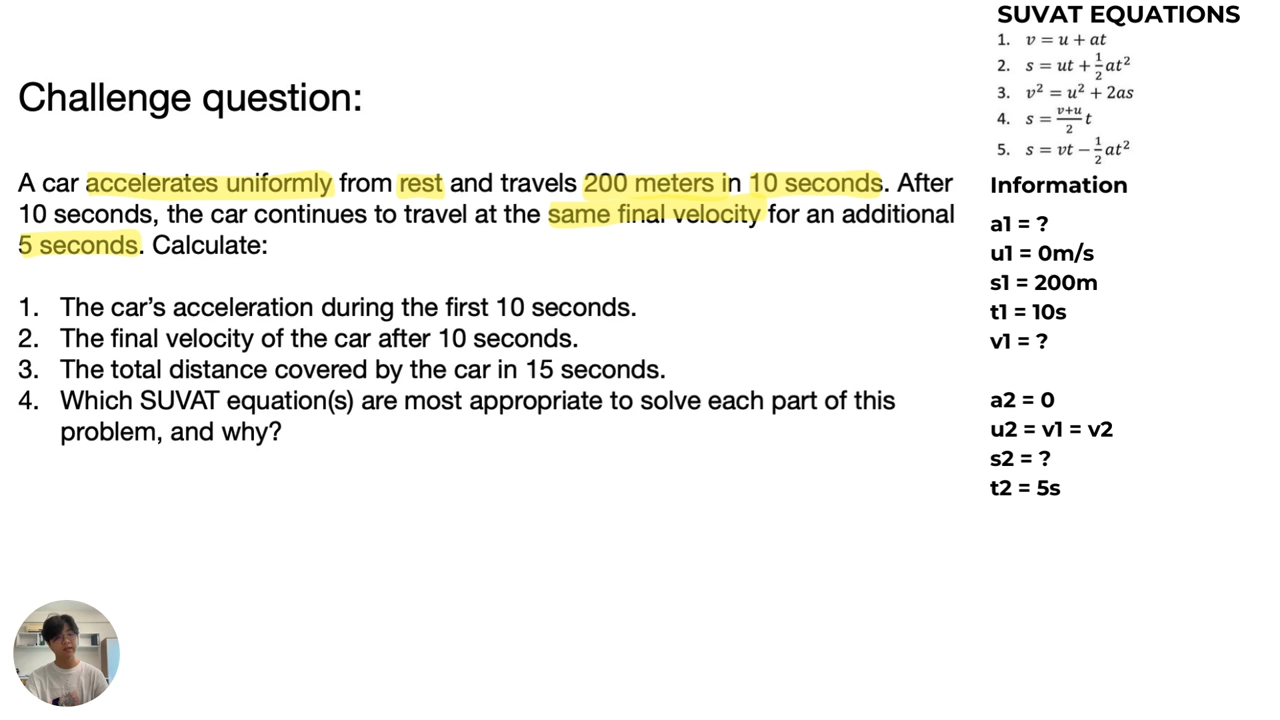 SUVAT EQUATIONS
1. v = u + at
2. s = ut + ½at²
3. v² = u² + 2as
4. s = (v+u)/2 t
5. s = vt − ½at²
Challenge question:
A car accelerates uniformly from rest and travels 200 meters in 10 seconds. After
10 seconds, the car continues to travel at the same final velocity for an additional
5 seconds. Calculate:
1. The car’s acceleration during the first 10 seconds.
2. The final velocity of the car after 10 seconds.
3. The total distance covered by the car in 15 seconds.
4. Which SUVAT equation(s) are most appropriate to solve each part of this
problem, and why?
Information
a1 = ?
u1 = 0m/s
s1 = 200m
t1 = 10s
v1 = ?
a2 = 0
u2 = v1 = v2
s2 = ?
t2 = 5s